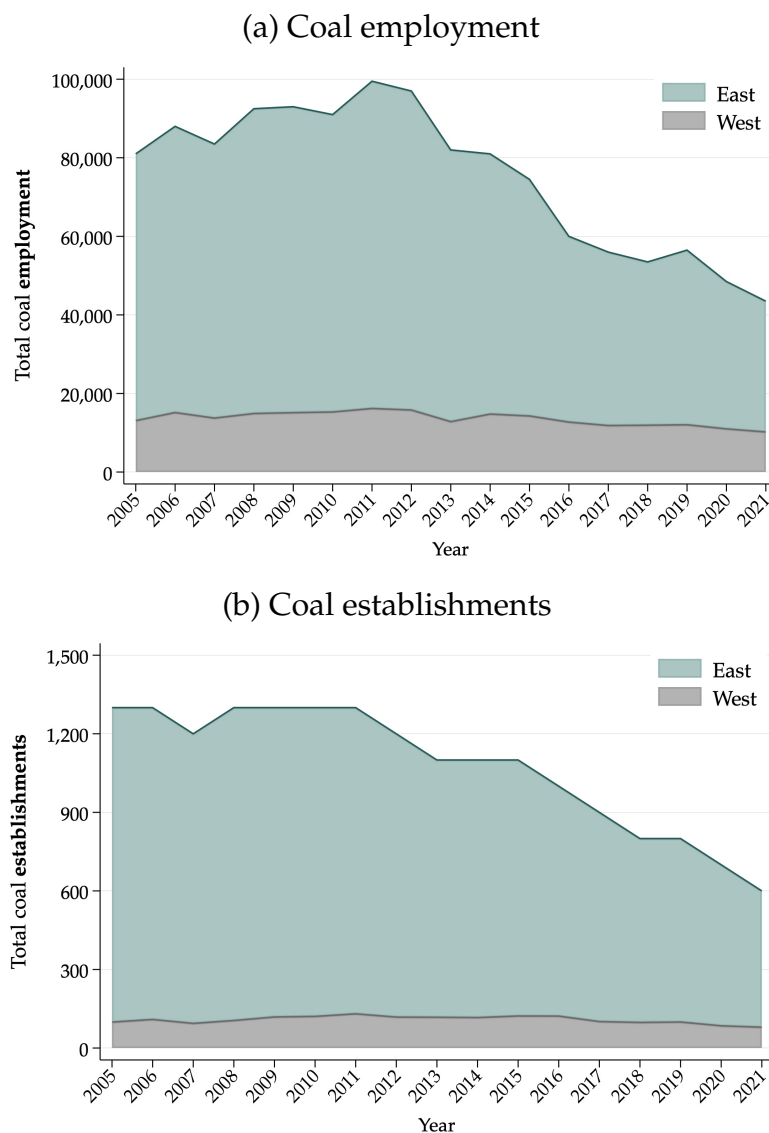 (a) Coal employment
100,000
80,000
60,000
40,000
20,000
0
Total coal employment
East
West
2005 2006 2007 2008 2009 2010 2011 2012 2013 2014 2015 2016 2017 2018 2019 2020 2021
Year
(b) Coal establishments
1,500
1,200
900
600
300
0
Total coal establishments
East
West
2005 2006 2007 2008 2009 2010 2011 2012 2013 2014 2015 2016 2017 2018 2019 2020 2021
Year